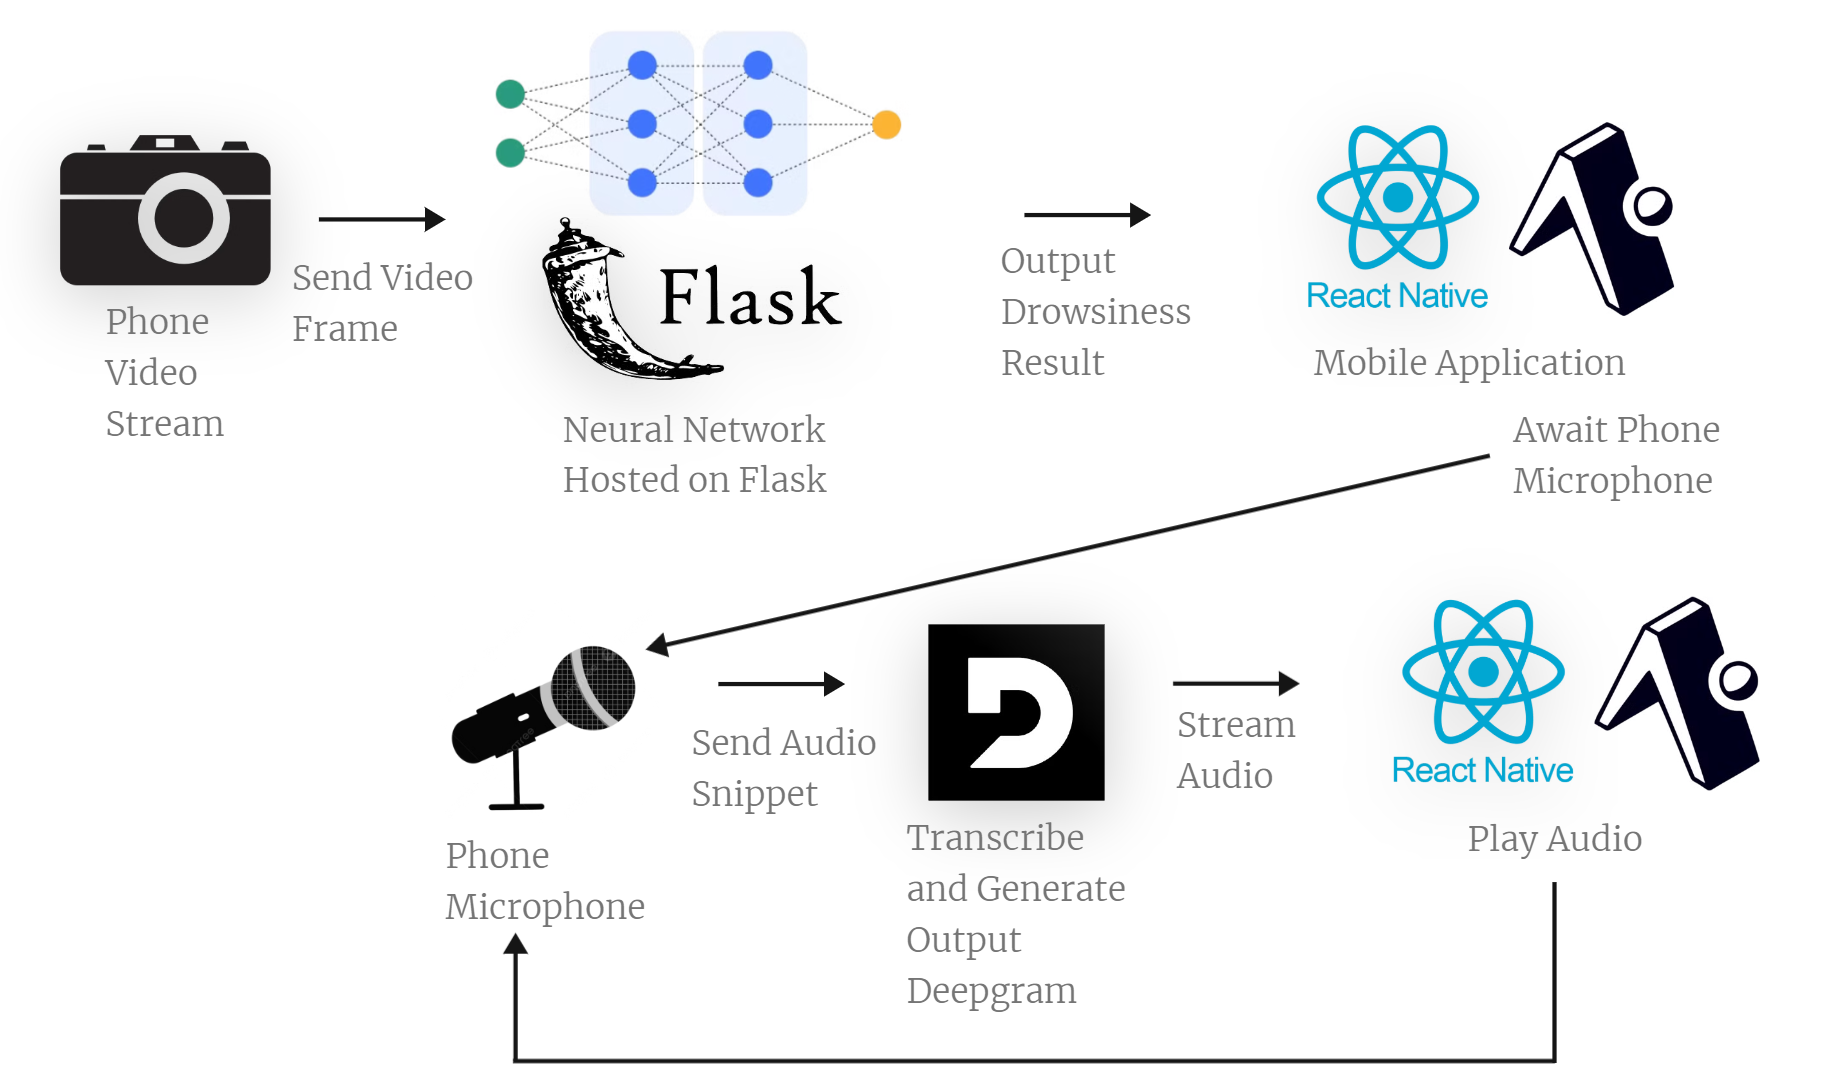 Phone
Video
Stream
Send Video
Frame
Flask
Neural Network
Hosted on Flask
Output
Drowsiness
Result
React Native
Mobile Application
Await Phone
Microphone
Phone
Microphone
Send Audio
Snippet
Transcribe
and Generate
Output
Deepgram
Stream
Audio
React Native
Play Audio